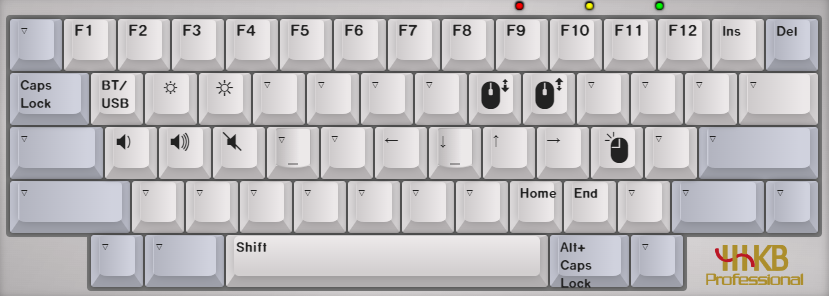 F1 F2 F3 F4 F5 F6 F7 F8 F9 F10 F11 F12 Ins Del
Caps
Lock
BT/
USB
Home End
Shift
Alt+
Caps
Lock
HHKB
Professional